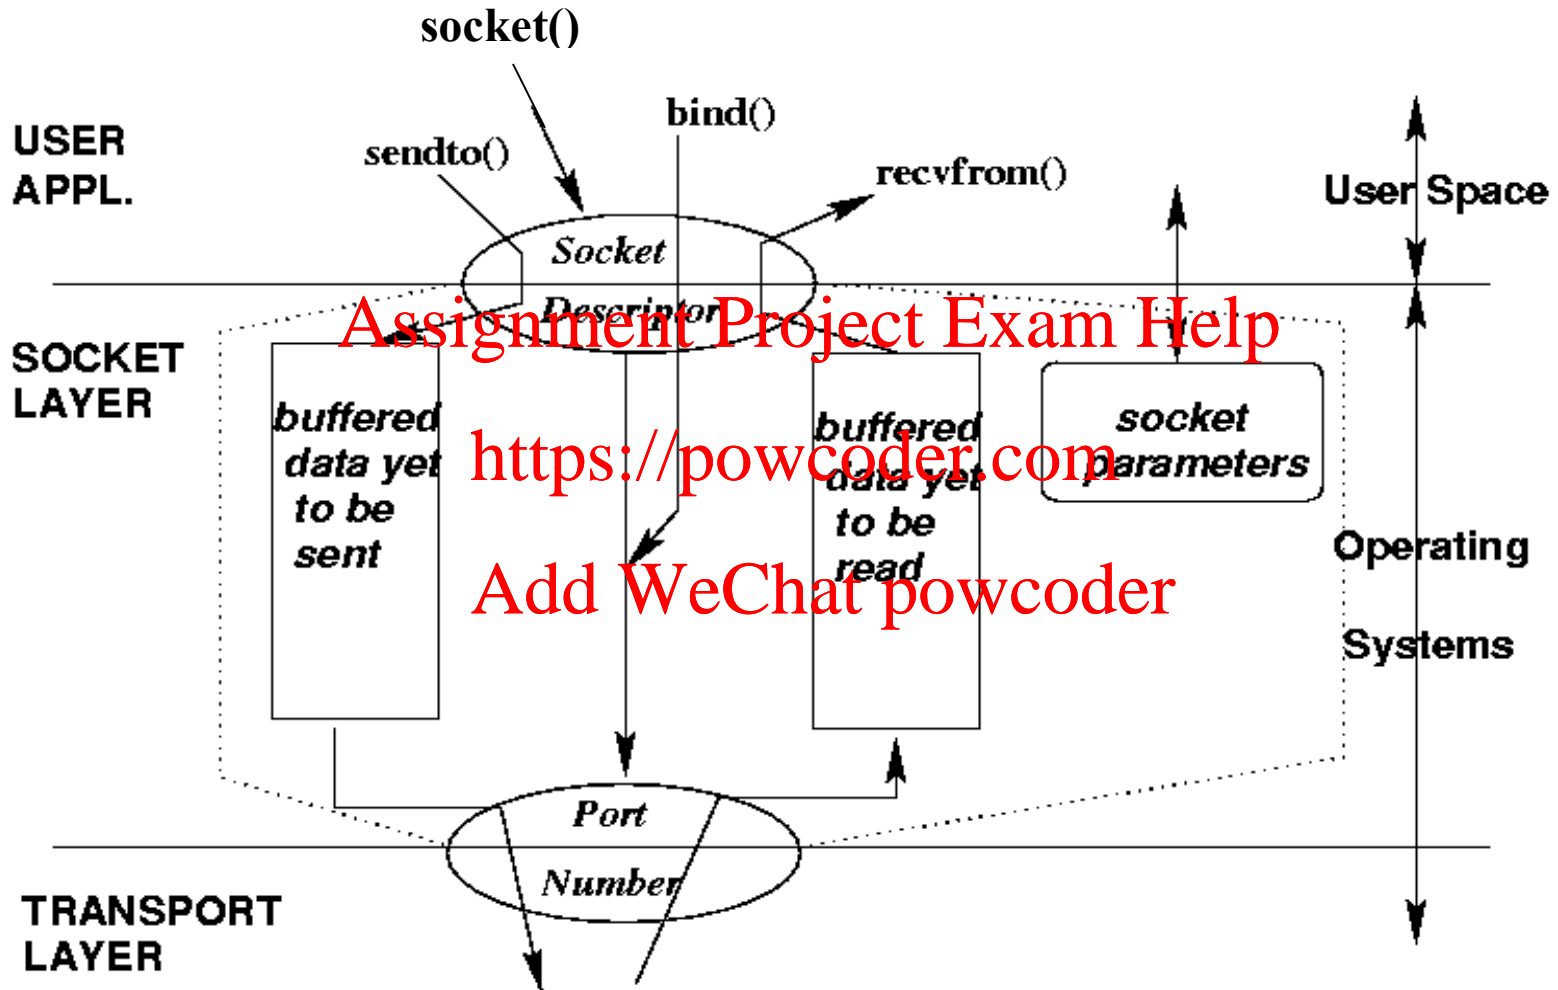 socket()
bind()
sendto()
recvfrom()
USER
APPL.
User Space
Socket
Descriptor
Assignment Project Exam Help
SOCKET
LAYER
buffered
data yet
to be
sent
buffered
data yet
to be
read
socket
parameters
https://powcoder.com
Add WeChat powcoder
Operating
Systems
Port
Number
TRANSPORT
LAYER